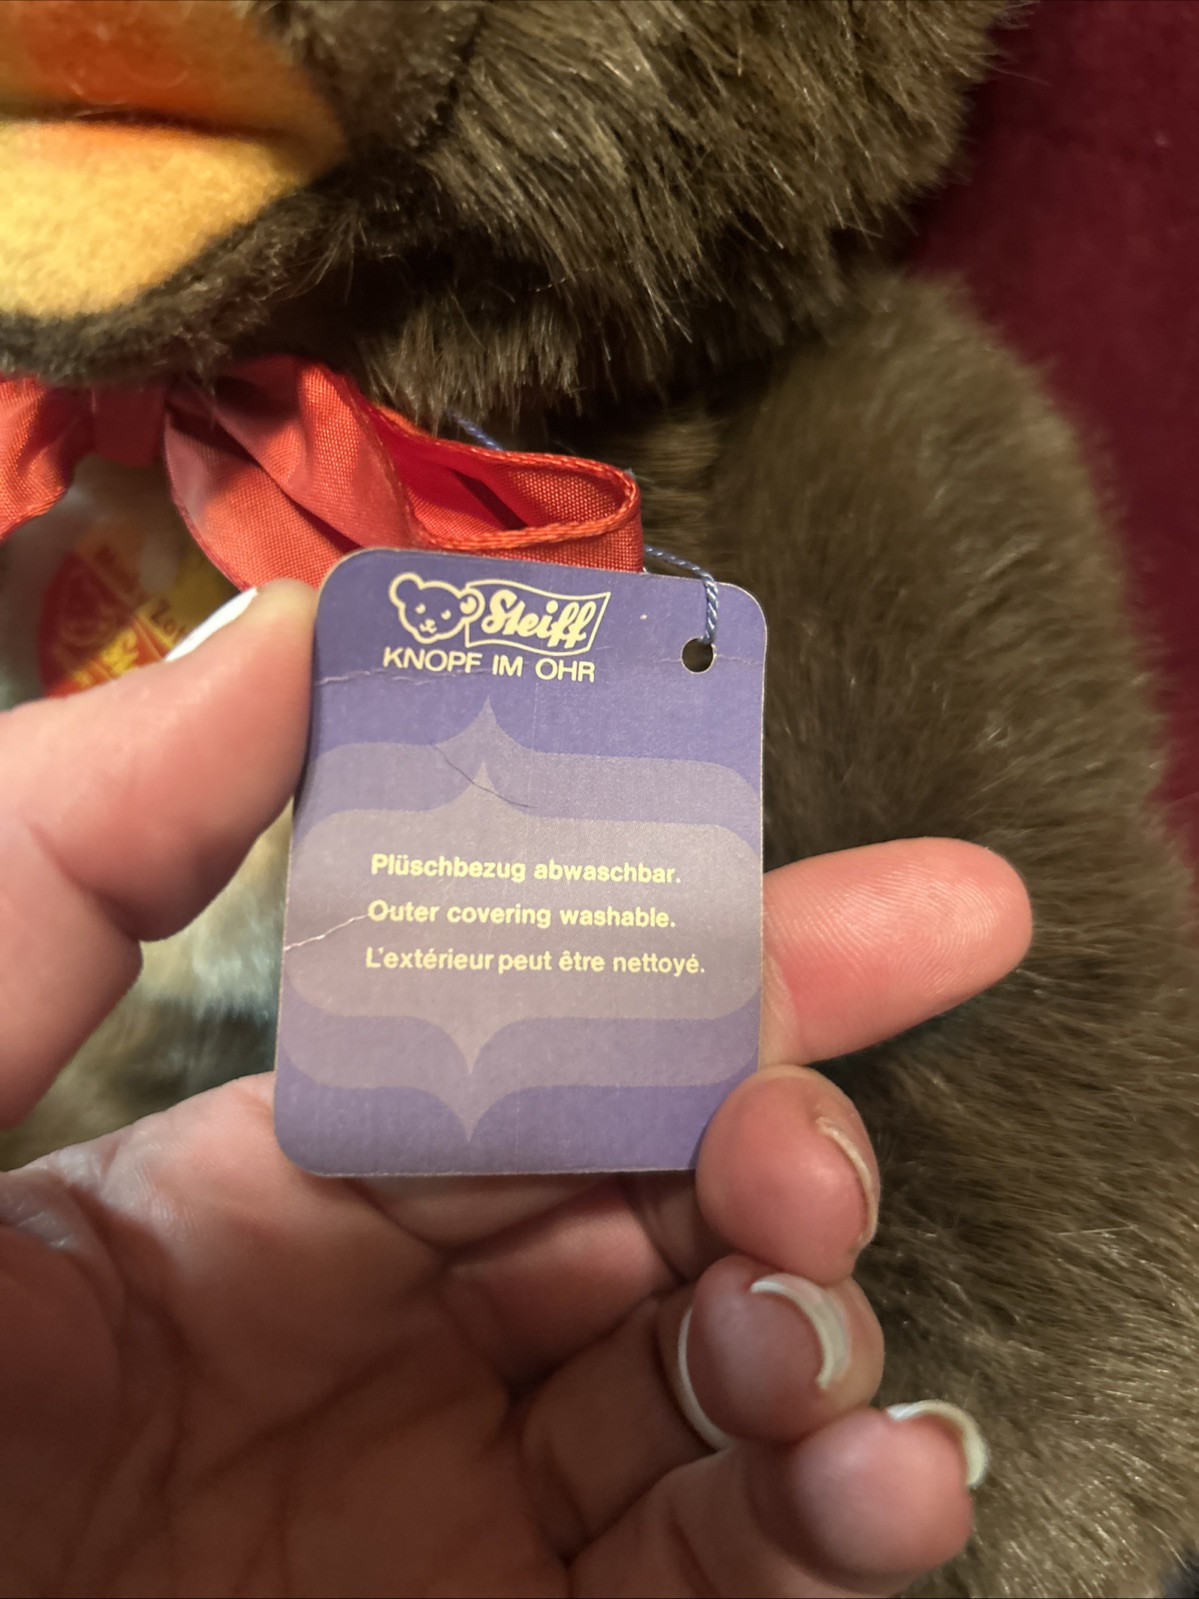 Steiff
KNOPF IM OHR
Plüschbezug abwaschbar.
Outer covering washable.
L'extérieur peut être nettoyé.